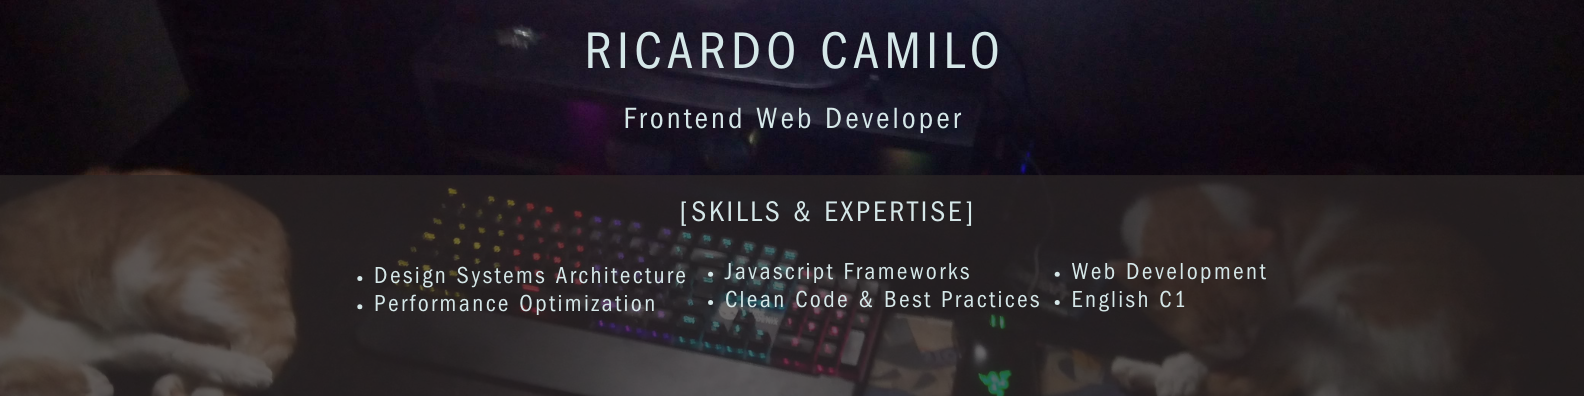 RICARDO CAMILO
Frontend Web Developer
[SKILLS & EXPERTISE]
• Design Systems Architecture
• Performance Optimization
• Javascript Frameworks
• Clean Code & Best Practices
• Web Development
• English C1